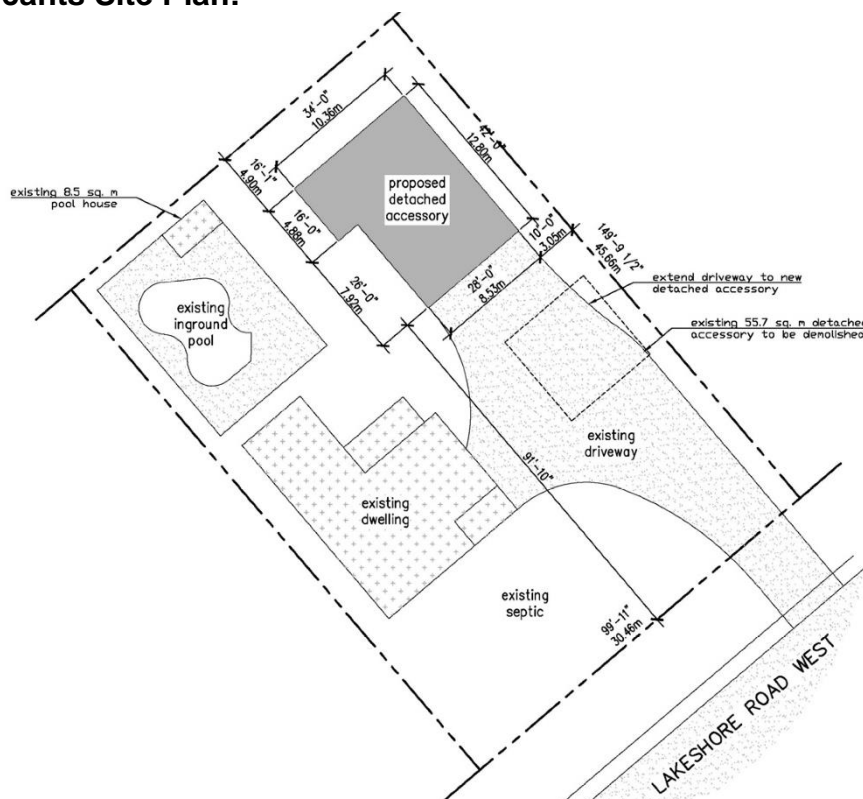 cants Site Plan:
34'-0"
10.36m
42'-0"
12.80m
16'-1"
4.90m
existing 8.5 sq. m
pool house
proposed
detached
accessory
16'-0"
4.88m
10'-0"
3.05m
149'-9 1/2"
45.66m
26'-0"
7.92m
28'-0"
8.53m
extend driveway to new
detached accessory
existing
inground
pool
existing 55.7 sq. m detached
accessory to be demolished
existing
driveway
91'-10"
existing
dwelling
existing
septic
99'-11"
30.46m
LAKESHORE ROAD WEST